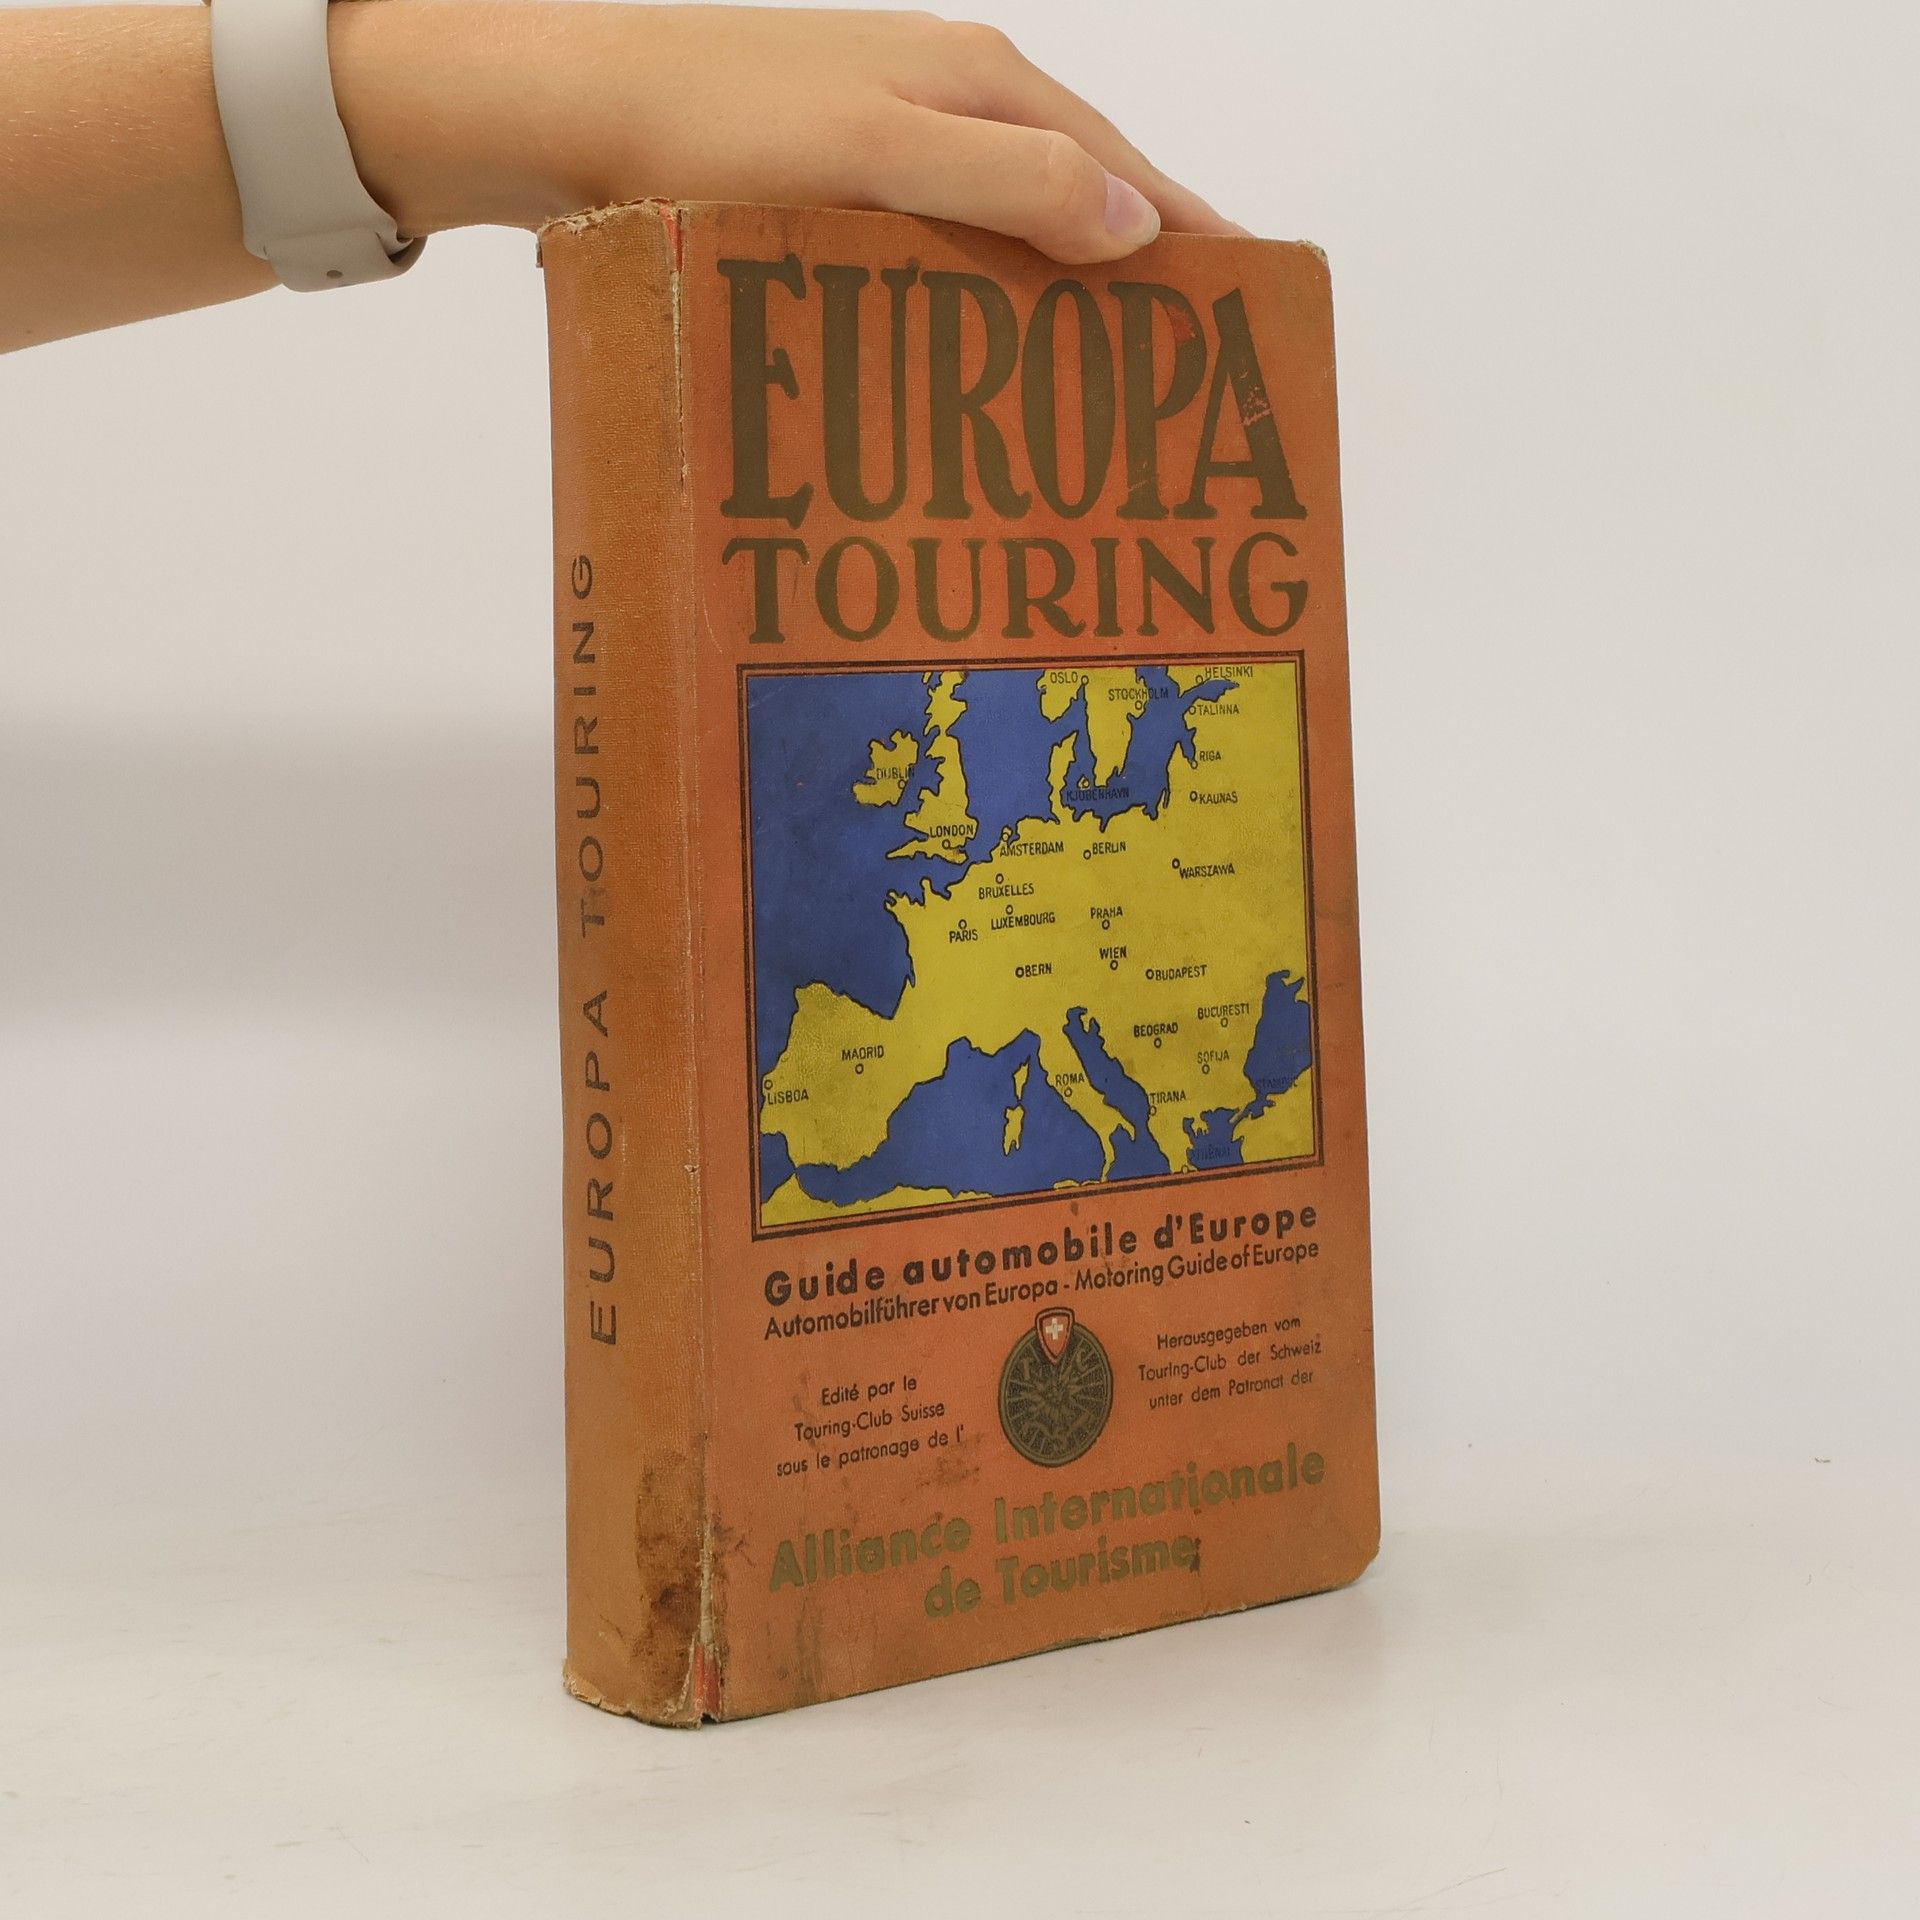 EUROPA TOURING
EUROPA
TOURING
OSLO
STOCKHOLM
HELSINKI
TALINNA
RIGA
DUBLIN
KJÖBENHAVN
KAUNAS
LONDON
AMSTERDAM
BERLIN
WARSZAWA
BRUXELLES
LUXEMBOURG
PRAHA
PARIS
WIEN
BERN
BUDAPEST
BUCUREŞTI
BEOGRAD
MADRID
SOFIJA
ROMA
LISBOA
TIRANA
Guide automobile d'Europe
Automobilführer von Europa - Motoring Guide of Europe
T C
Edité par le
Touring-Club Suisse
sous le patronage de l'
Herausgegeben vom
Touring-Club der Schweiz
unter dem Patronat der
Alliance Internationale
de Tourisme